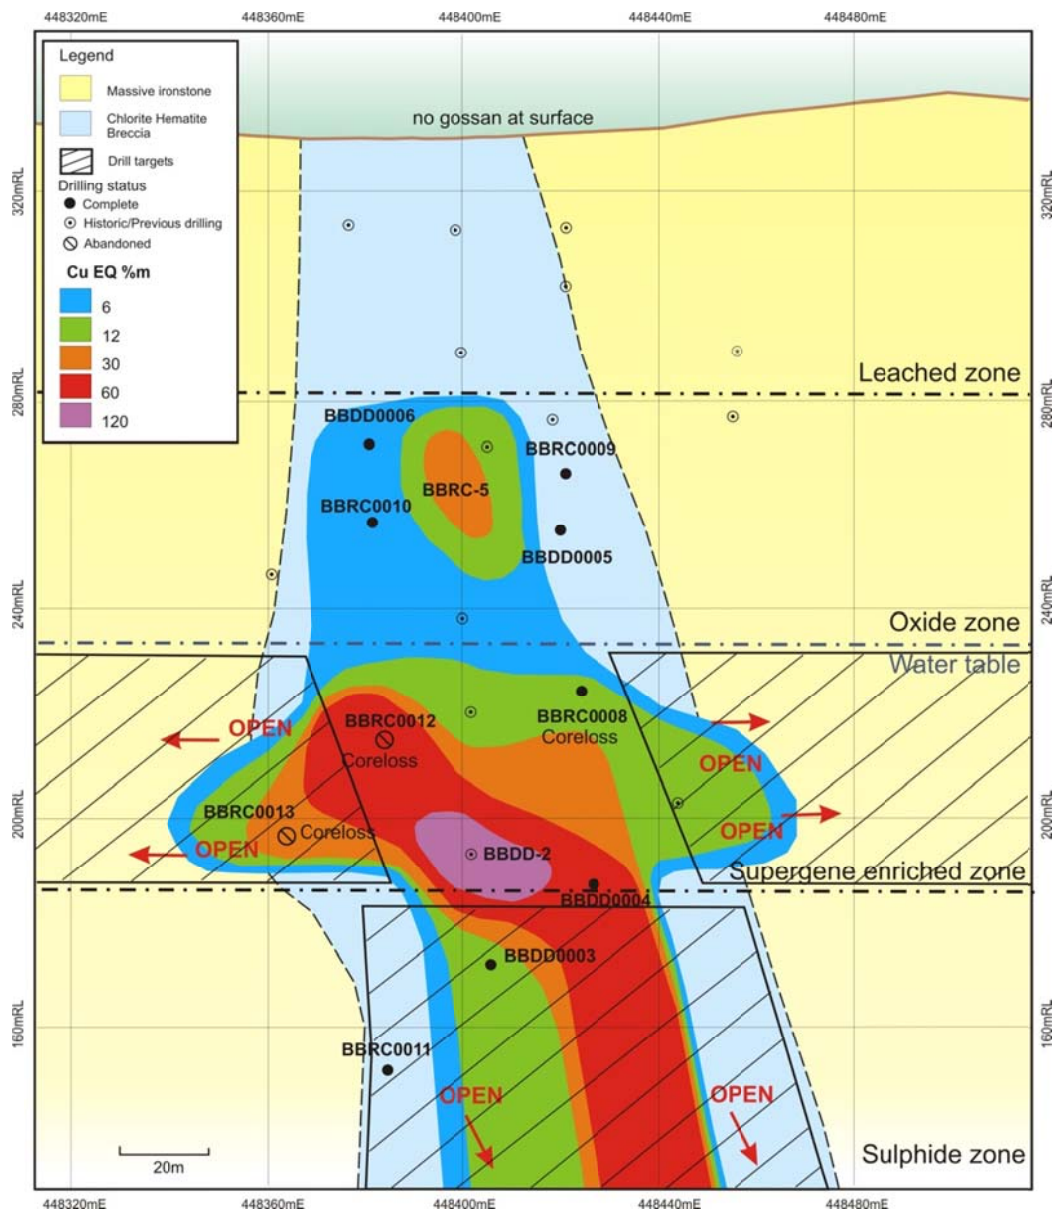 448320mE
448360mE
448400mE
448440mE
448480mE
Legend
Massive ironstone
Chlorite Hematite
Breccia
Drill targets
Drilling status
Complete
Historic/Previous drilling
Abandoned
Cu EQ %m
6
12
30
60
120
no gossan at surface
320mRL
320mRL
Leached zone
280mRL
280mRL
BBDD0006
BBRC0009
BBRC-5
BBRC0010
BBDD0005
240mRL
240mRL
Oxide zone
Water table
OPEN
BBRC0012
Coreloss
BBRC0008
Coreloss
OPEN
200mRL
200mRL
BBRC0013
Coreloss
OPEN
OPEN
BBDD-2
Supergene enriched zone
BBDD0004
BBDD0003
160mRL
160mRL
BBRC0011
OPEN
OPEN
20m
Sulphide zone
448320mE
448360mE
448400mE
448440mE
448480mE